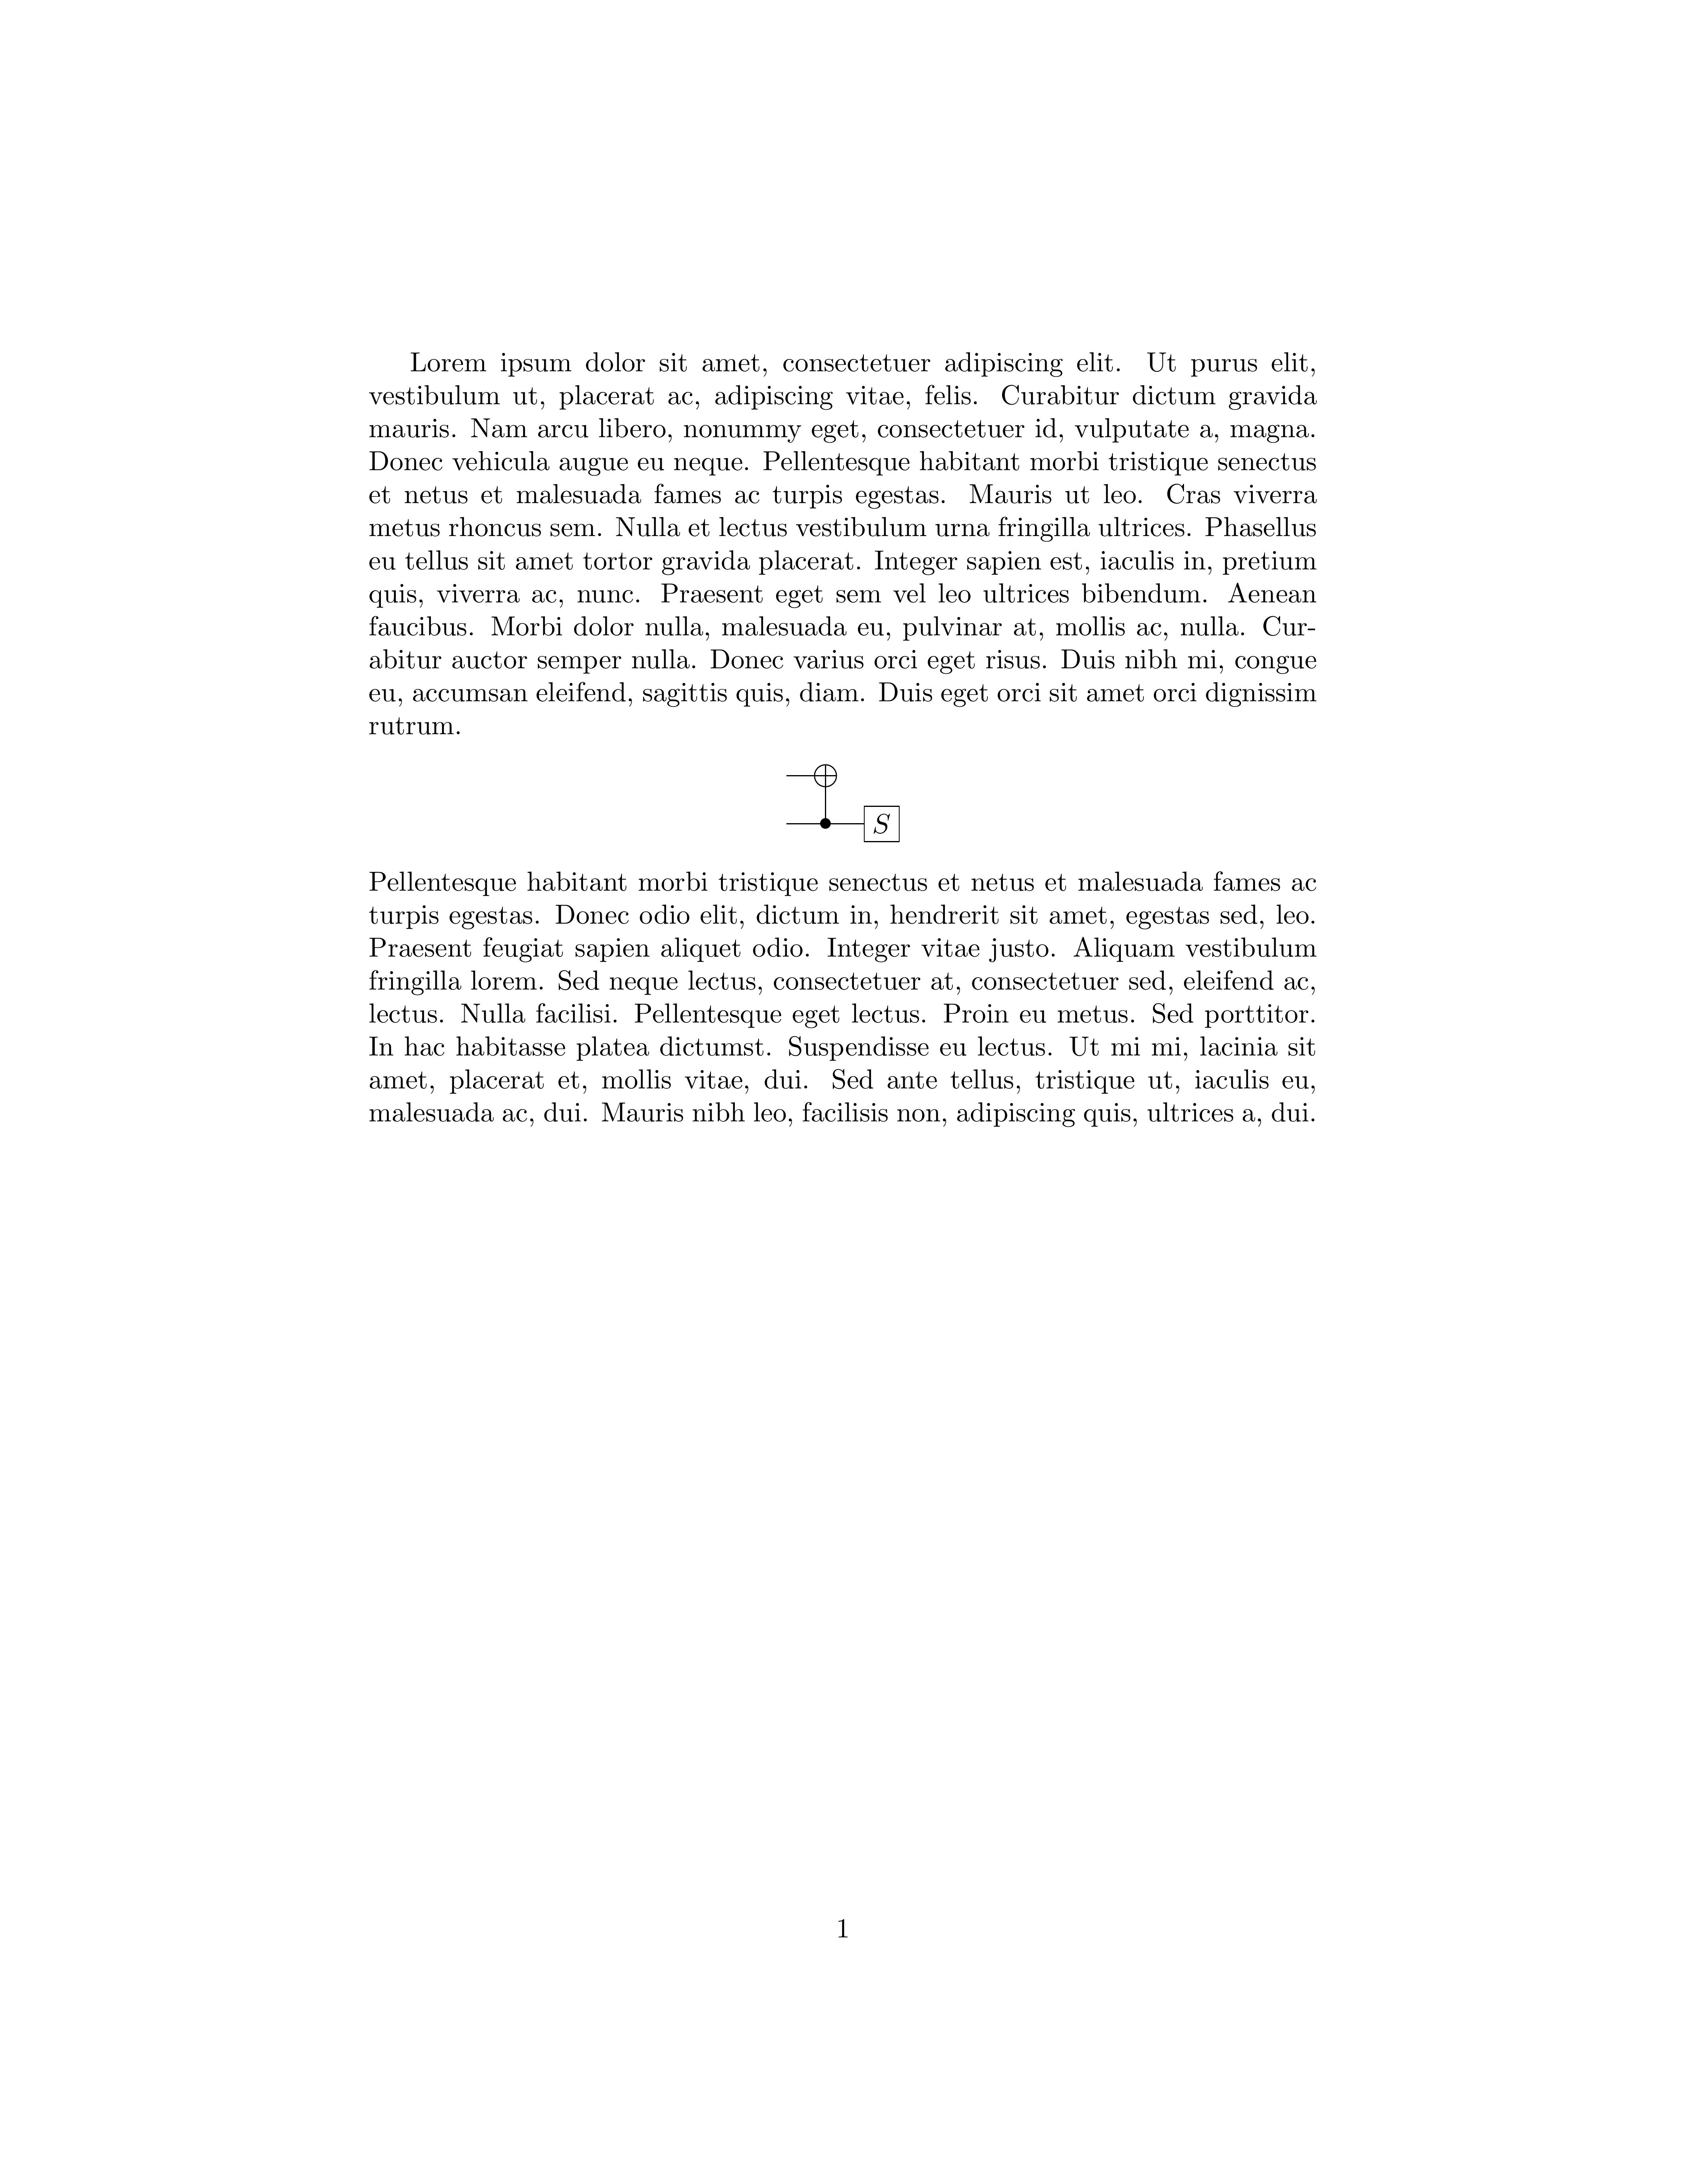 Lorem ipsum dolor sit amet, consectetuer adipiscing elit. Ut purus elit,
vestibulum ut, placerat ac, adipiscing vitae, felis. Curabitur dictum gravida
mauris. Nam arcu libero, nonummy eget, consectetuer id, vulputate a, magna.
Donec vehicula augue eu neque. Pellentesque habitant morbi tristique senectus
et netus et malesuada fames ac turpis egestas. Mauris ut leo. Cras viverra
metus rhoncus sem. Nulla et lectus vestibulum urna fringilla ultrices. Phasellus
eu tellus sit amet tortor gravida placerat. Integer sapien est, iaculis in, pretium
quis, viverra ac, nunc. Praesent eget sem vel leo ultrices bibendum. Aenean
faucibus. Morbi dolor nulla, malesuada eu, pulvinar at, mollis ac, nulla. Cur-
abitur auctor semper nulla. Donec varius orci eget risus. Duis nibh mi, congue
eu, accumsan eleifend, sagittis quis, diam. Duis eget orci sit amet orci dignissim
rutrum.
S
Pellentesque habitant morbi tristique senectus et netus et malesuada fames ac
turpis egestas. Donec odio elit, dictum in, hendrerit sit amet, egestas sed, leo.
Praesent feugiat sapien aliquet odio. Integer vitae justo. Aliquam vestibulum
fringilla lorem. Sed neque lectus, consectetuer at, consectetuer sed, eleifend ac,
lectus. Nulla facilisi. Pellentesque eget lectus. Proin eu metus. Sed porttitor.
In hac habitasse platea dictumst. Suspendisse eu lectus. Ut mi mi, lacinia sit
amet, placerat et, mollis vitae, dui. Sed ante tellus, tristique ut, iaculis eu,
malesuada ac, dui. Mauris nibh leo, facilisis non, adipiscing quis, ultrices a, dui.
1